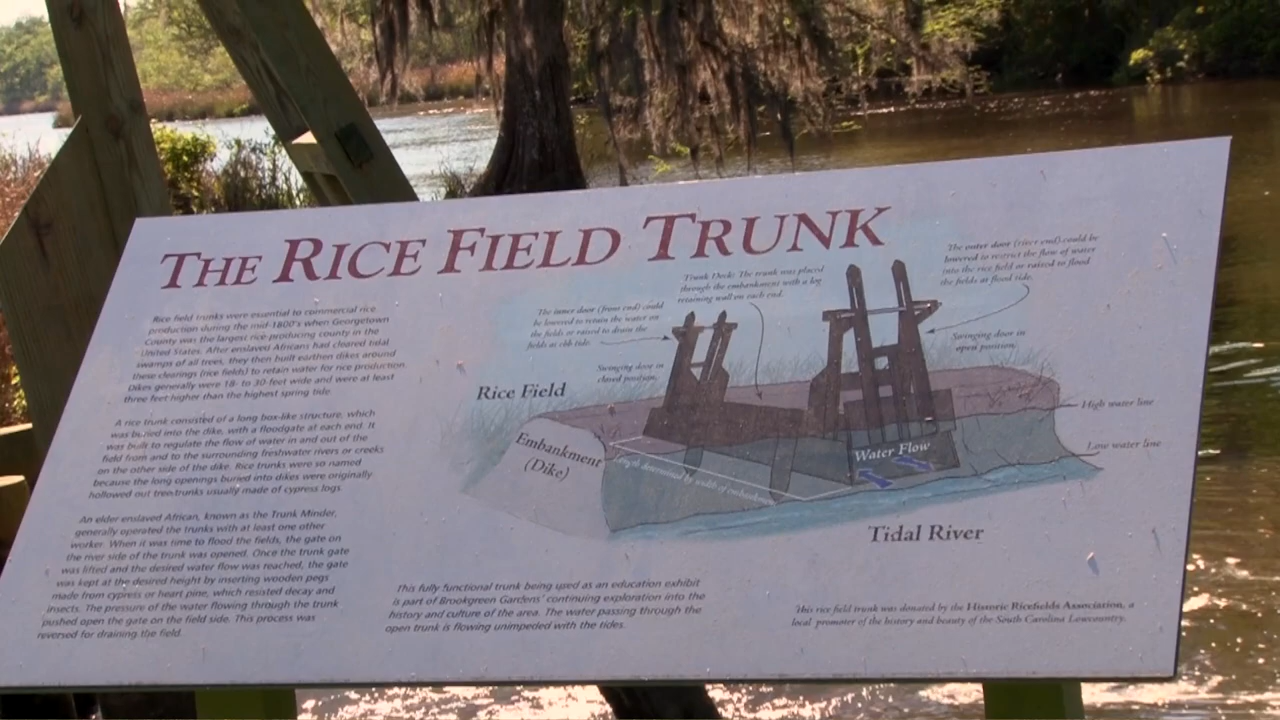 THE RICE FIELD TRUNK
Rice field trunks were essential to commercial rice
production during the mid-1800's when Georgetown
County was the largest rice-producing county in the
United States. After enslaved Africans had cleared tidal
swamps of all trees, they then built earthen dikes around
these clearings (rice fields) to retain water for rice production.
Dikes generally were 18- to 30-feet wide and were at least
three feet higher than the highest spring tide.
A rice trunk consisted of a long box-like structure, which
was buried into the dike, with a floodgate at each end. It
was built to regulate the flow of water in and out of the
field from and to the surrounding freshwater rivers or creeks
on the other side of the dike. Rice trunks were so named
because the long openings buried into dikes were originally
hollowed out tree-trunks usually made of cypress logs.
An elder enslaved African, known as the Trunk Minder,
generally operated the trunks with at least one other
worker. When it was time to flood the fields, the gate on
the river side of the trunk was opened. Once the trunk gate
was lifted and the desired water flow was reached, the gate
was kept at the desired height by inserting wooden pegs
made from cypress or heart pine, which resisted decay and
insects. The pressure of the water flowing through the trunk
pushed open the gate on the field side. This process was
reversed for draining the field.
The inner door (front end) could
be lowered to retain the water on
the fields or raised to drain the
fields at ebb tide.
Trunk Deck: The trunk was placed
through the embankment with a log
retaining wall on each end.
The outer door (river end) could be
lowered to restrict the flow of water
into the rice field or raised to flood
the fields at flood tide.
Swinging door in
closed position.
Swinging door in
open position.
Rice Field
Embankment
(Dike)
Length determined by width of embankment
Water Flow
High water line
Low water line
Tidal River
This fully functional trunk being used as an education exhibit
is part of Brookgreen Gardens' continuing exploration into the
history and culture of the area. The water passing through the
open trunk is flowing unimpeded with the tides.
This rice field trunk was donated by the Historic Ricefields Association, a
local promoter of the history and beauty of the South Carolina Lowcountry.